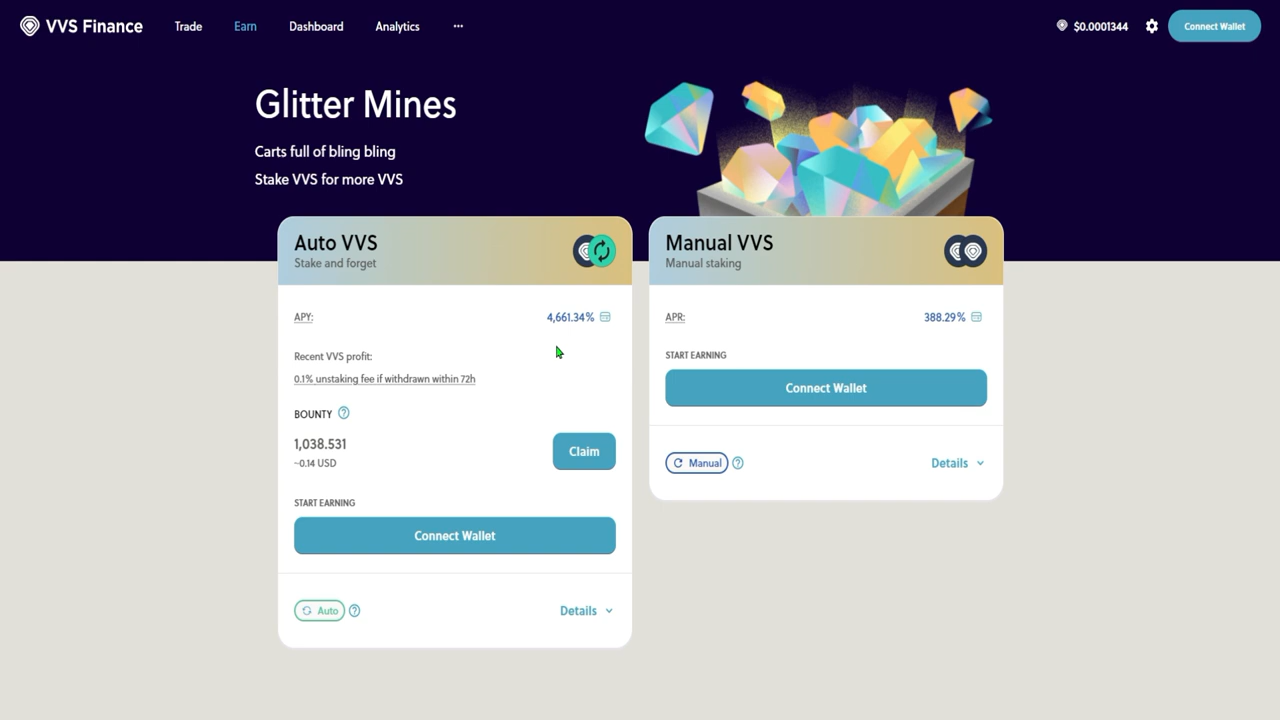 VVS Finance
Trade
Earn
Dashboard
Analytics
$0.0001344
Connect Wallet
Glitter Mines
Carts full of bling bling
Stake VVS for more VVS
Auto VVS
Stake and forget
APY:
4,661.34%
Recent VVS profit:
0.1% unstaking fee if withdrawn within 72h
BOUNTY
1,038.531
~0.14 USD
Claim
START EARNING
Connect Wallet
Auto
Details
Manual VVS
Manual staking
APR:
388.29%
START EARNING
Connect Wallet
Manual
Details